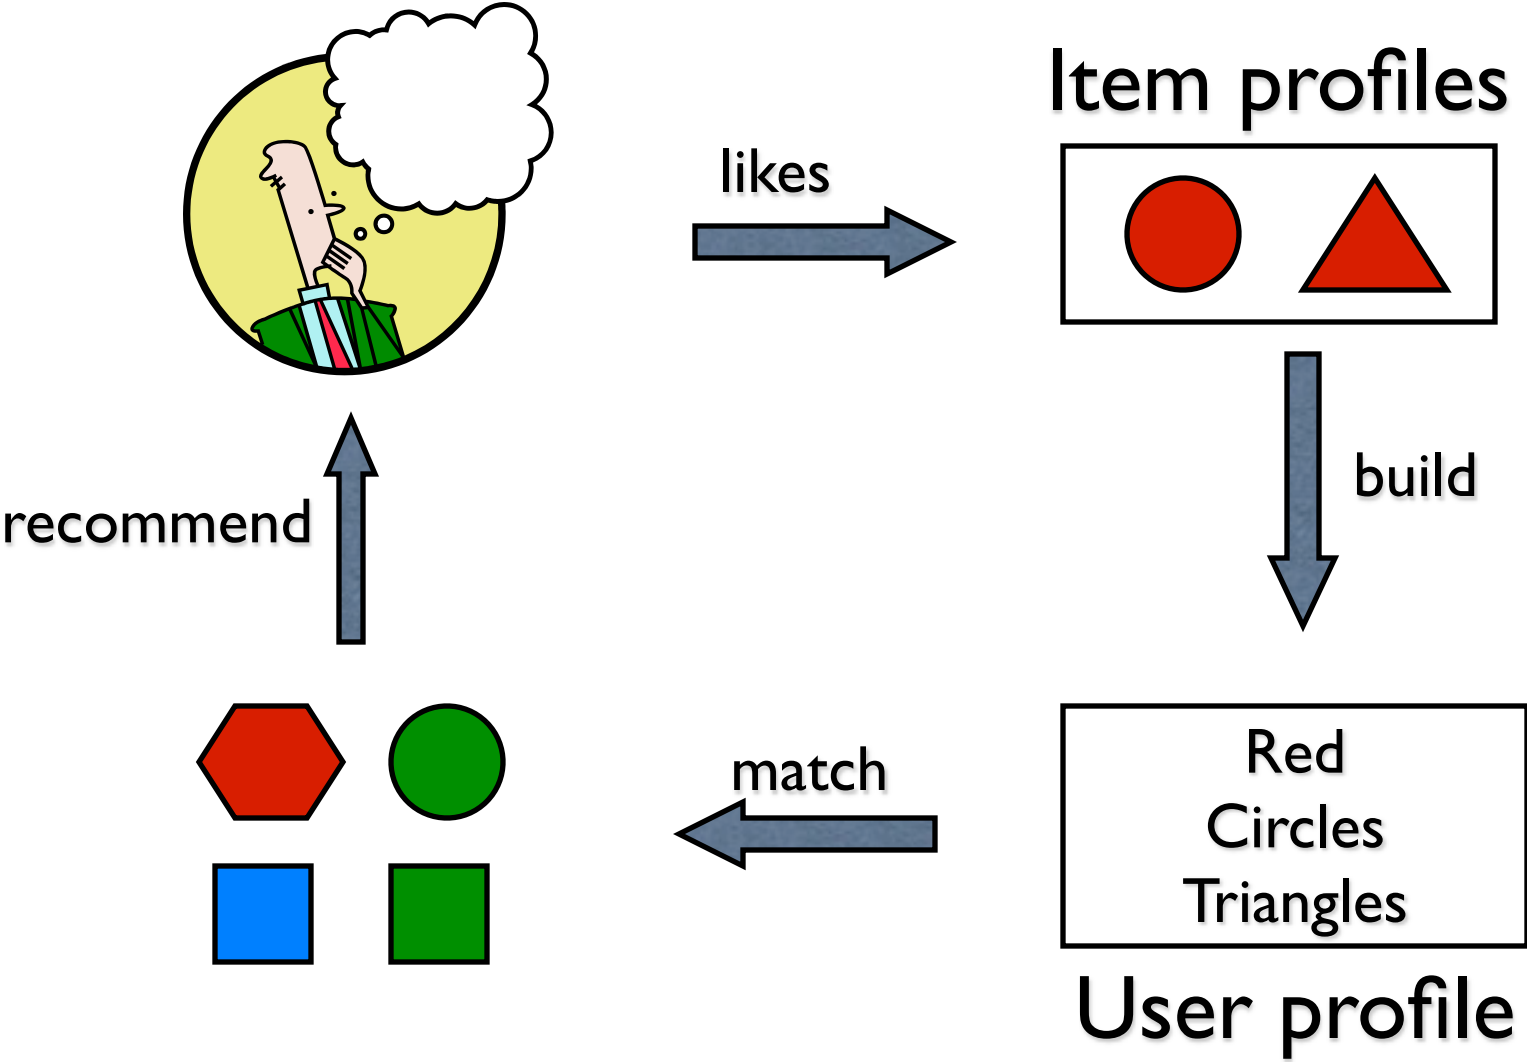 Item profiles
likes
build
recommend
match
Red
Circles
Triangles
User profile